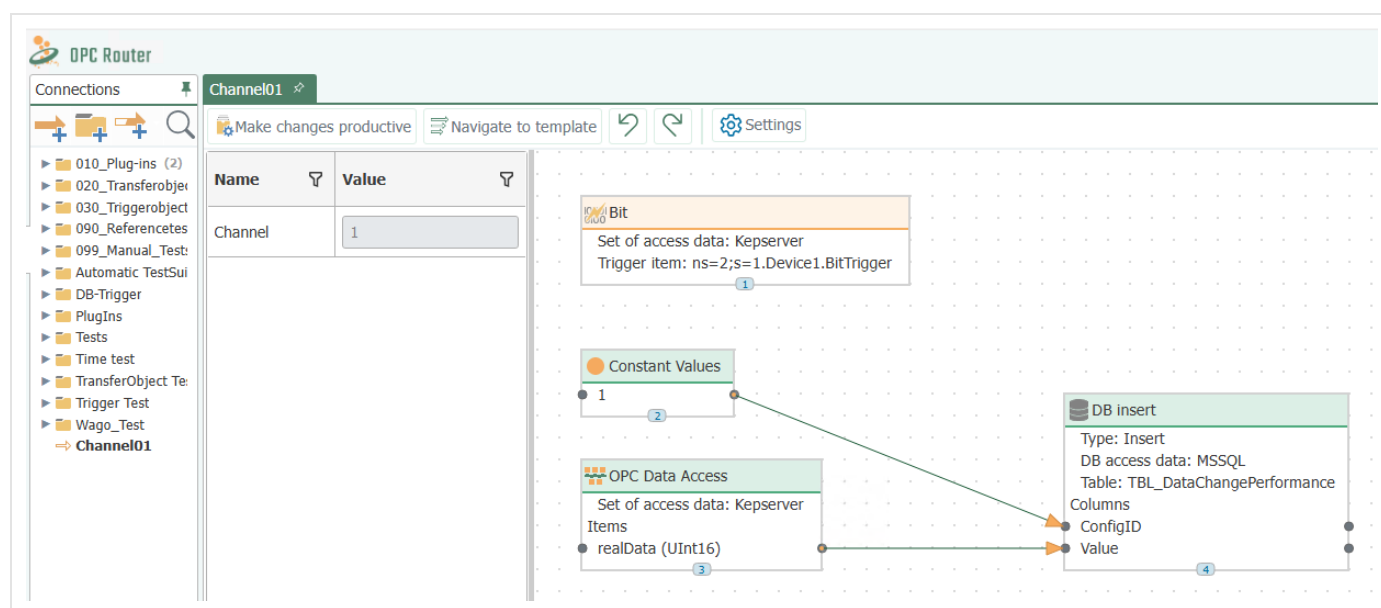 OPC Router
Connections
Channel01
Make changes productive
Navigate to template
Settings
010_Plug-ins (2)
020_Transferobje
030_Triggerobject
090_Referencetes
099_Manual_Test
Automatic TestSui
DB-Trigger
PlugIns
Tests
Time test
TransferObject Te
Trigger Test
Wago_Test
Channel01
Name
Value
Channel
1
Bit
Set of access data: Kepserver
Trigger item: ns=2;s=1.Device1.BitTrigger
1
Constant Values
1
2
OPC Data Access
Set of access data: Kepserver
Items
realData (UInt16)
3
DB insert
Type: Insert
DB access data: MSSQL
Table: TBL_DataChangePerformance
Columns
ConfigID
Value
4